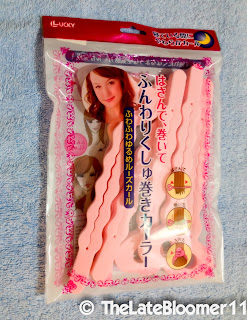 LUCKY
はさんで、巻いて
ふんわりくしゅ巻きカーラー
ふわふわゆるめルーズカール
© TheLateBloomer11